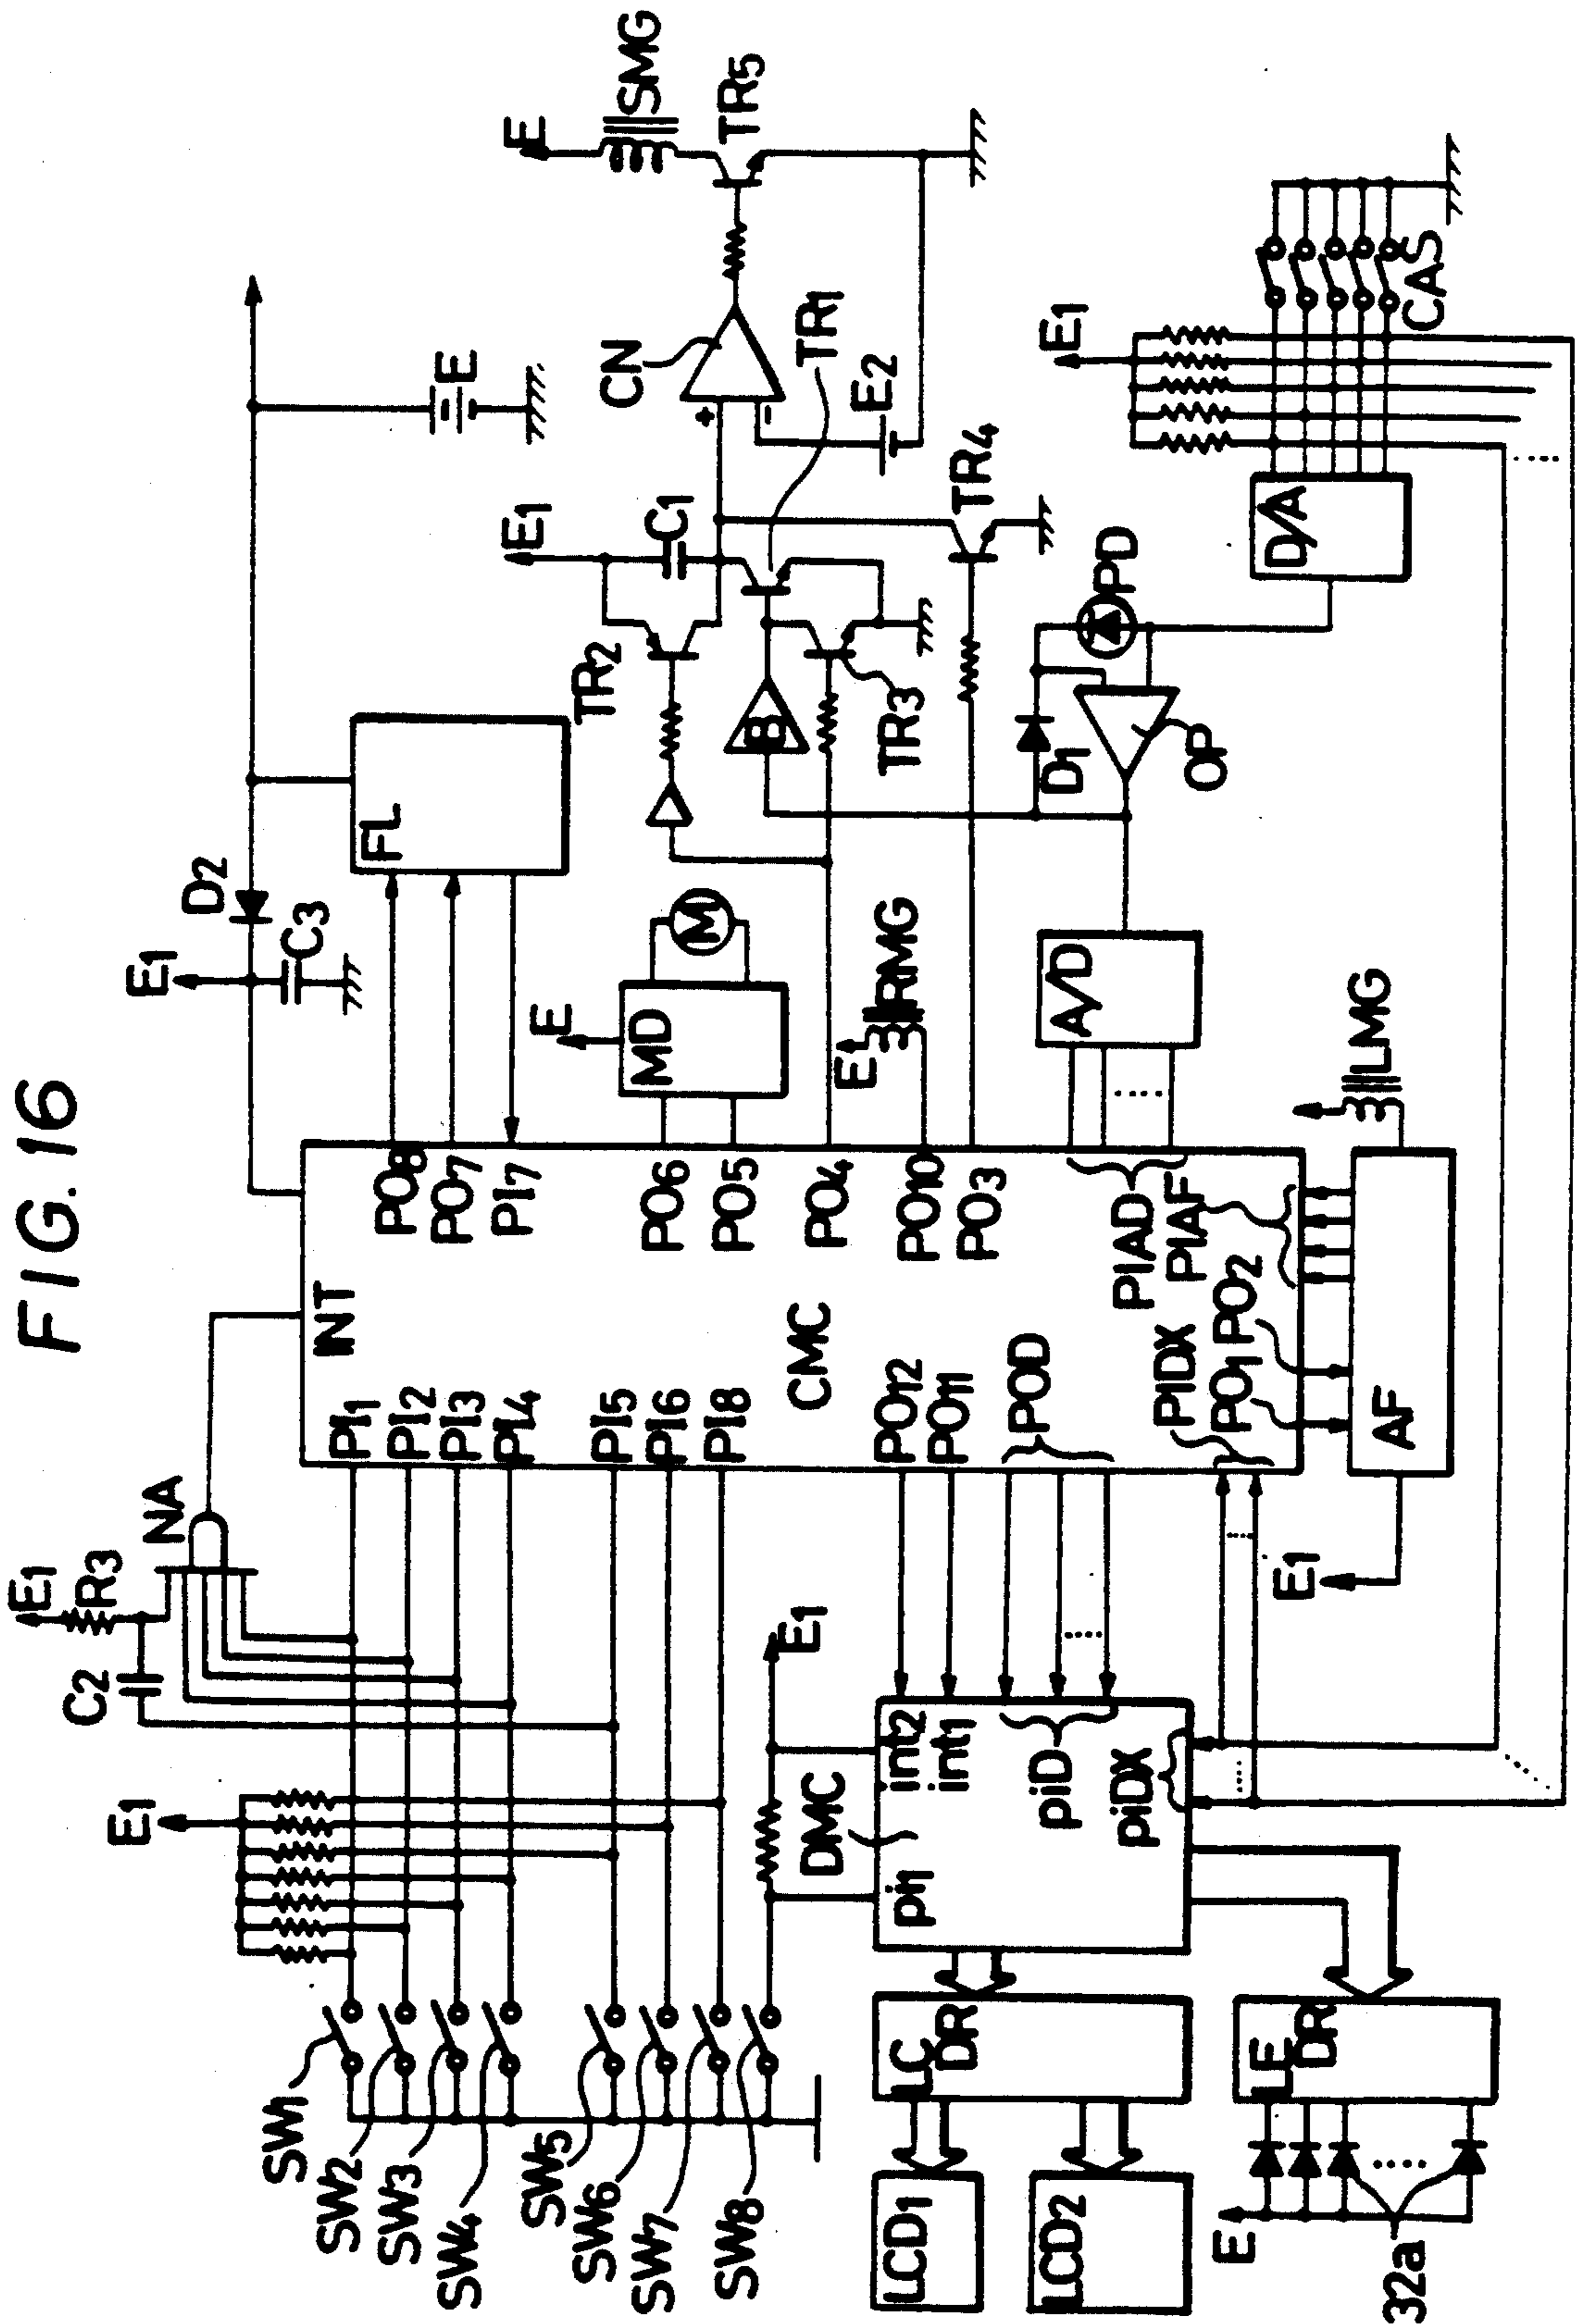 FIG. 16
SW1
SW2
SW3
SW4
SW5
SW6
SW7
SW8
E1
C2
E1
R3
NA
PI1
PI2
PI3
PI4
PI5
PI6
PI8
INT
CMC
PO8
PO7
PI7
PO6
PO5
PO4
PO10
PO3
PIAD
PIAF
PO12
PO11
POD
PIDX
PO1
PO2
E1
D2
C3
FL
E
MD
M
E
RMG
A/D
LMG
AF
E1
TR2
B
TR3
D1
OP
PD
E1
C1
TR4
TR1
CN
+
-
E2
E
E
SMG
TR5
D/A
E1
CAS
E1
DMC
pi1
int2
int1
piD
piDX
LC
DR
LE
DR
LCD1
LCD2
E
32a